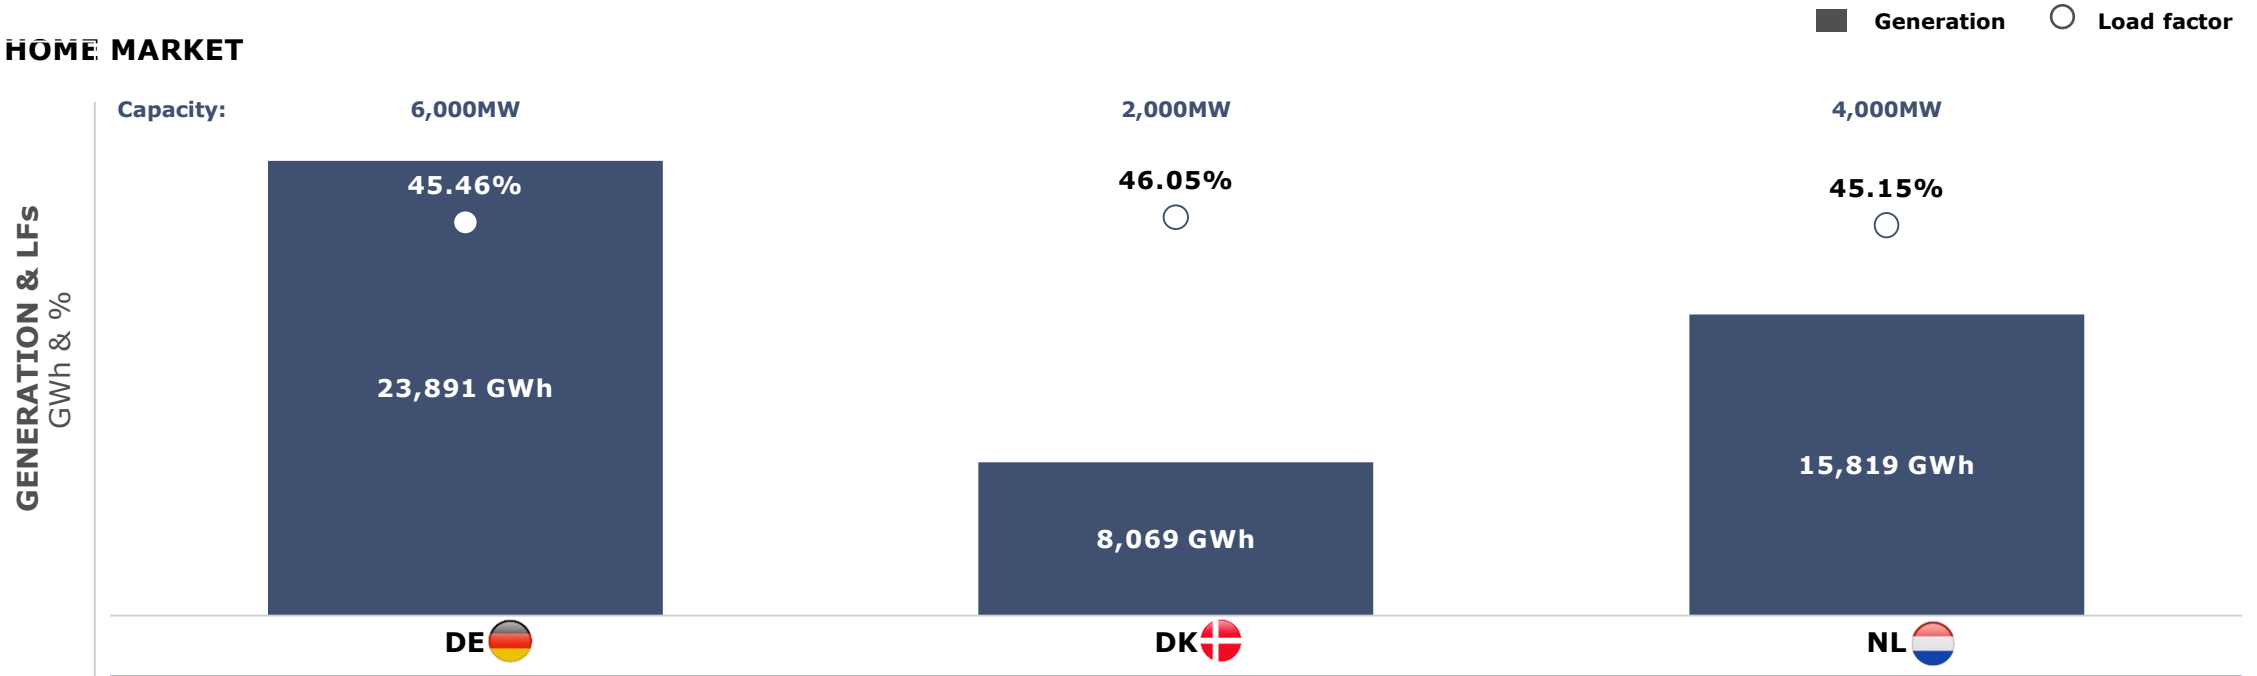 Generation Load factor
HOME MARKET
Capacity: 6,000MW 2,000MW 4,000MW
45.46% 46.05% 45.15%
GENERATION & LFs
GWh & %
23,891 GWh 8,069 GWh 15,819 GWh
DE DK NL